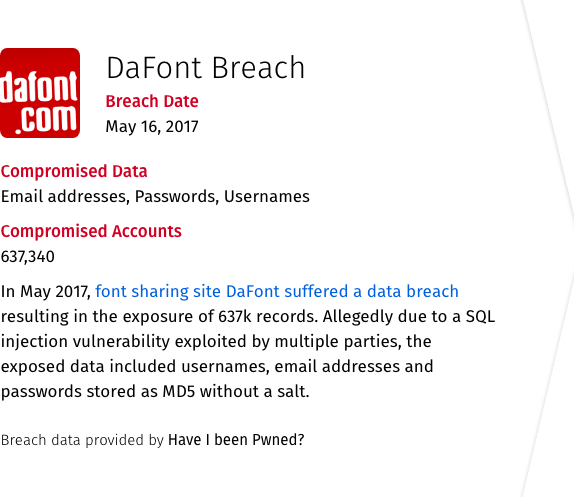 dafont
.com
DaFont Breach
Breach Date
May 16, 2017
Compromised Data
Email addresses, Passwords, Usernames
Compromised Accounts
637,340
In May 2017, font sharing site DaFont suffered a data breach
resulting in the exposure of 637k records. Allegedly due to a SQL
injection vulnerability exploited by multiple parties, the
exposed data included usernames, email addresses and
passwords stored as MD5 without a salt.
Breach data provided by Have I been Pwned?